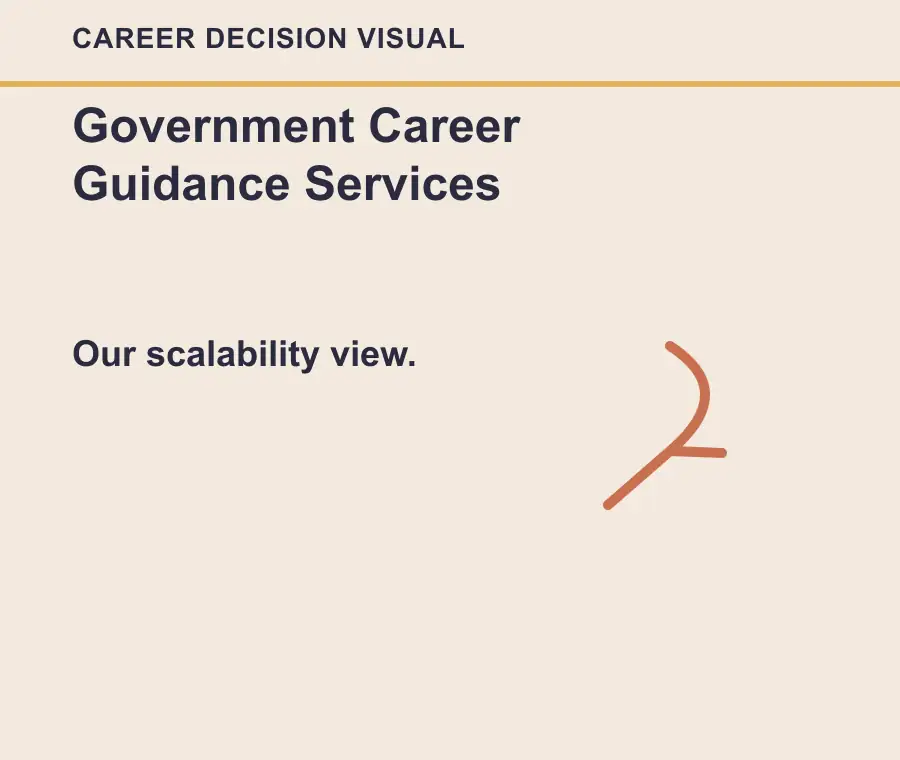 CAREER DECISION VISUAL
Government Career
Guidance Services
Our scalability view.